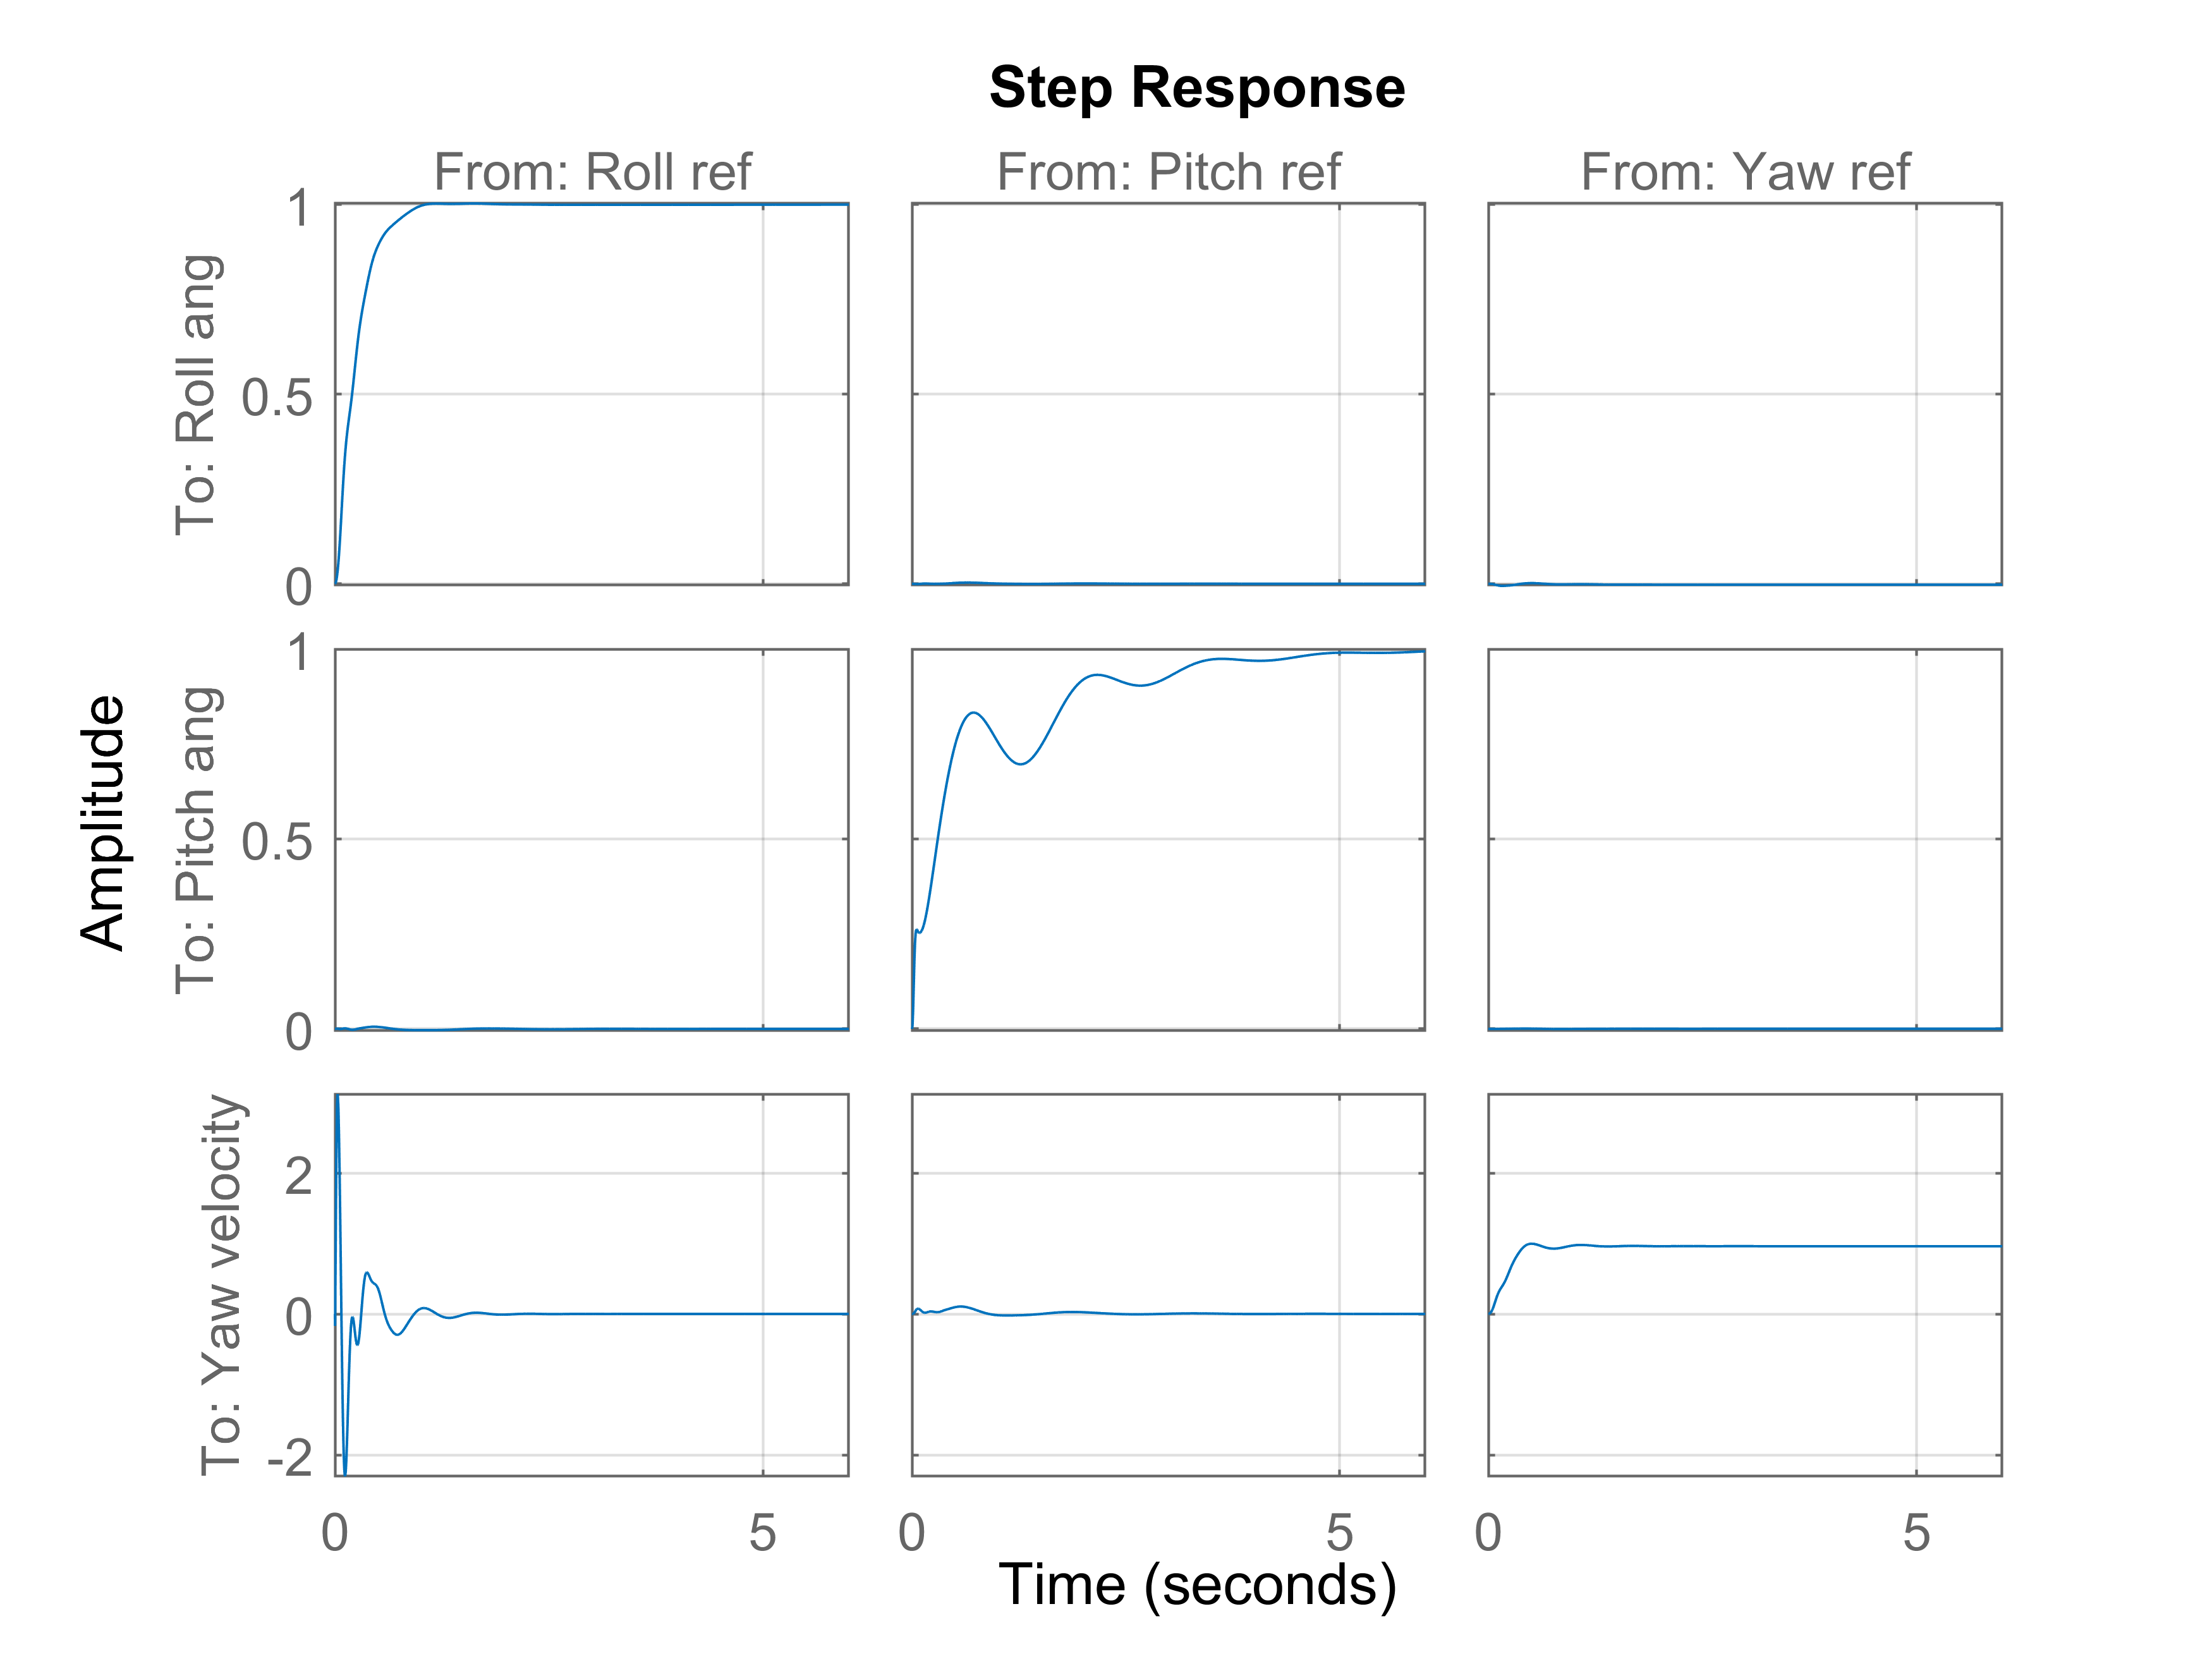 Step Response
From: Roll ref
From: Pitch ref
From: Yaw ref
To: Roll ang
1
0.5
0
Amplitude
To: Pitch ang
1
0.5
0
To: Yaw velocity
2
0
-2
0
5
0
5
0
5
Time (seconds)